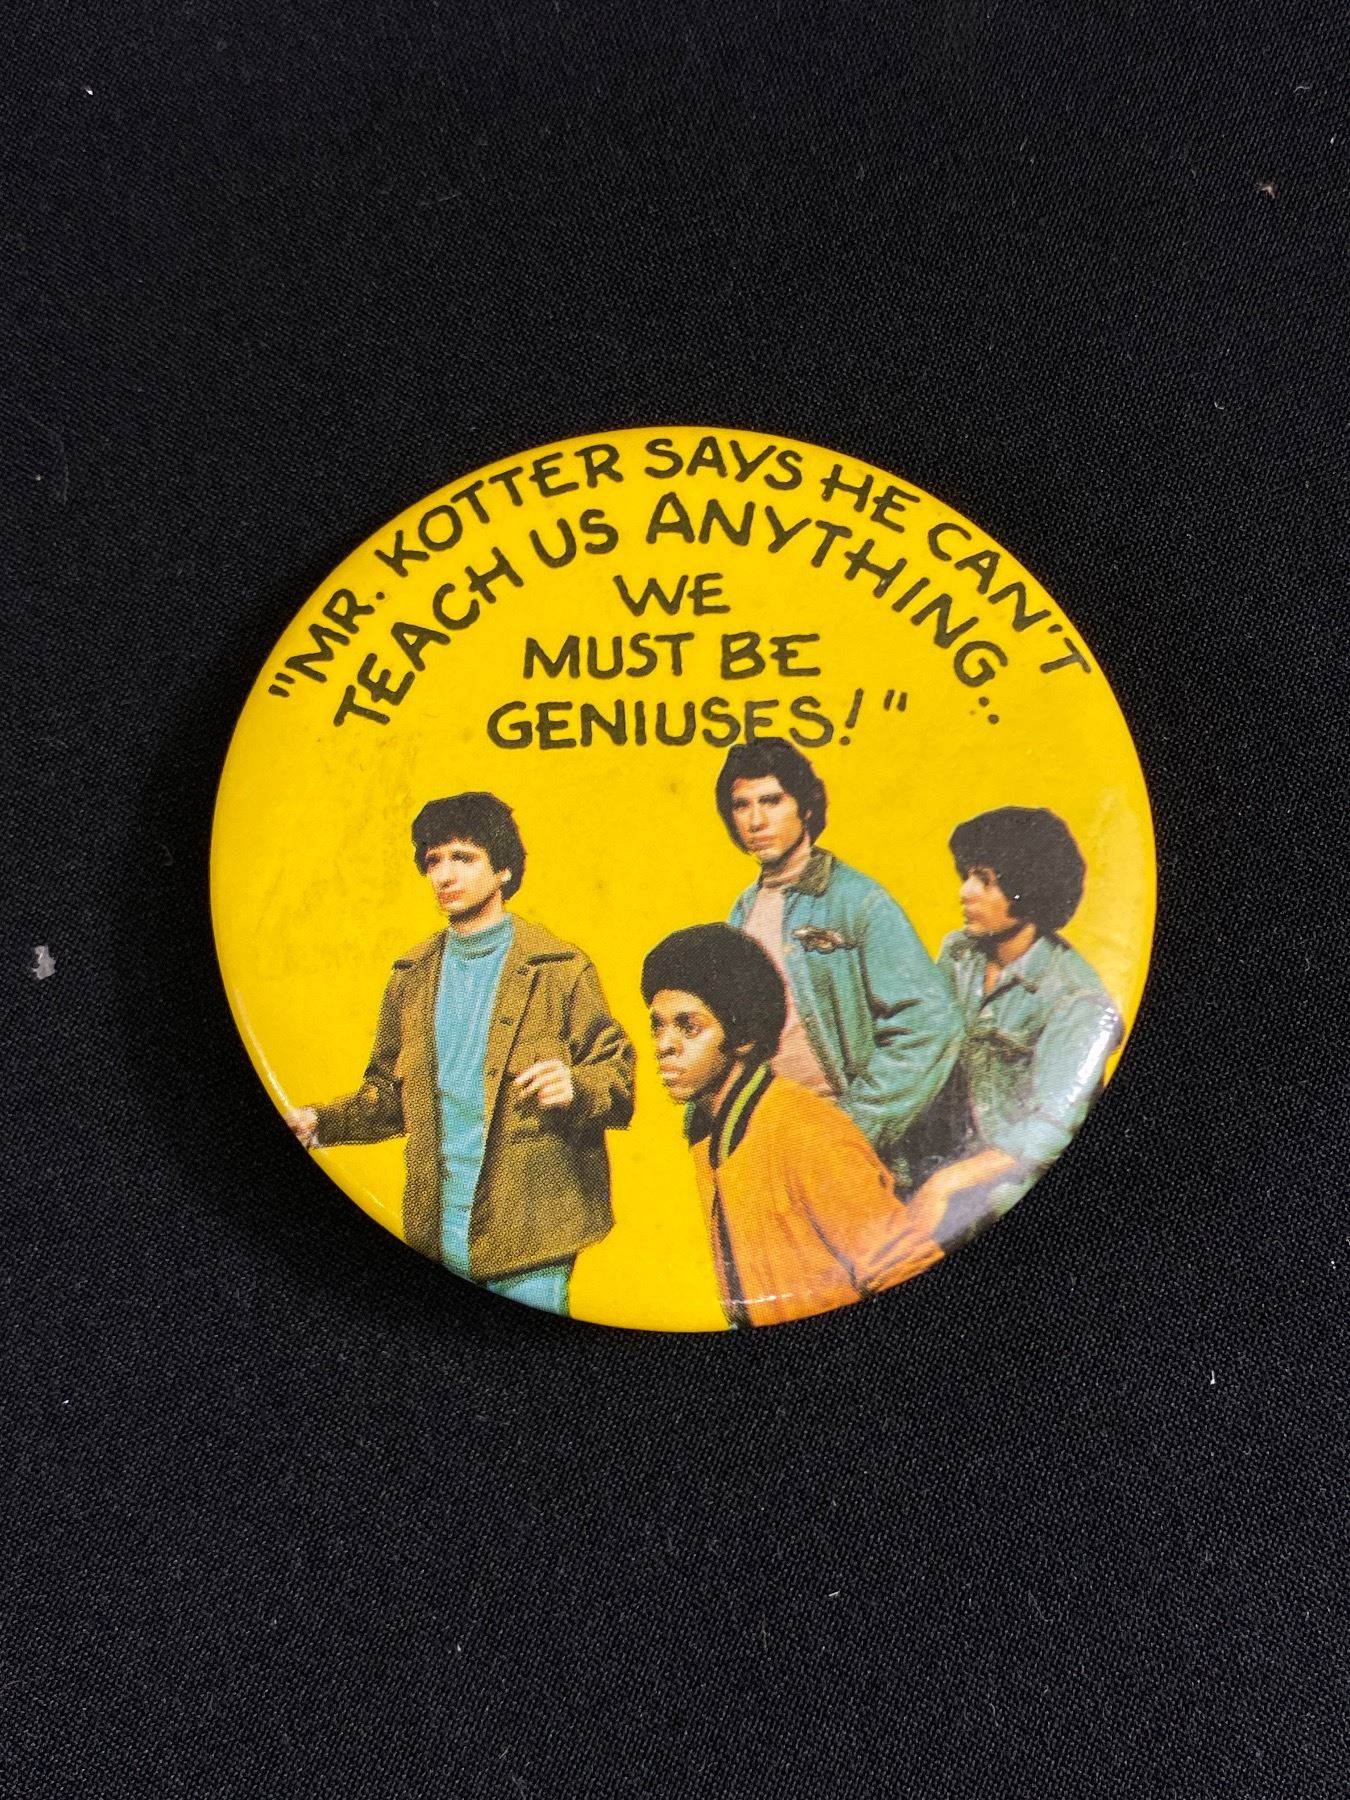 "MR. KOTTER SAYS HE CAN'T
TEACH US ANYTHING..
WE
MUST BE
GENIUSES!"